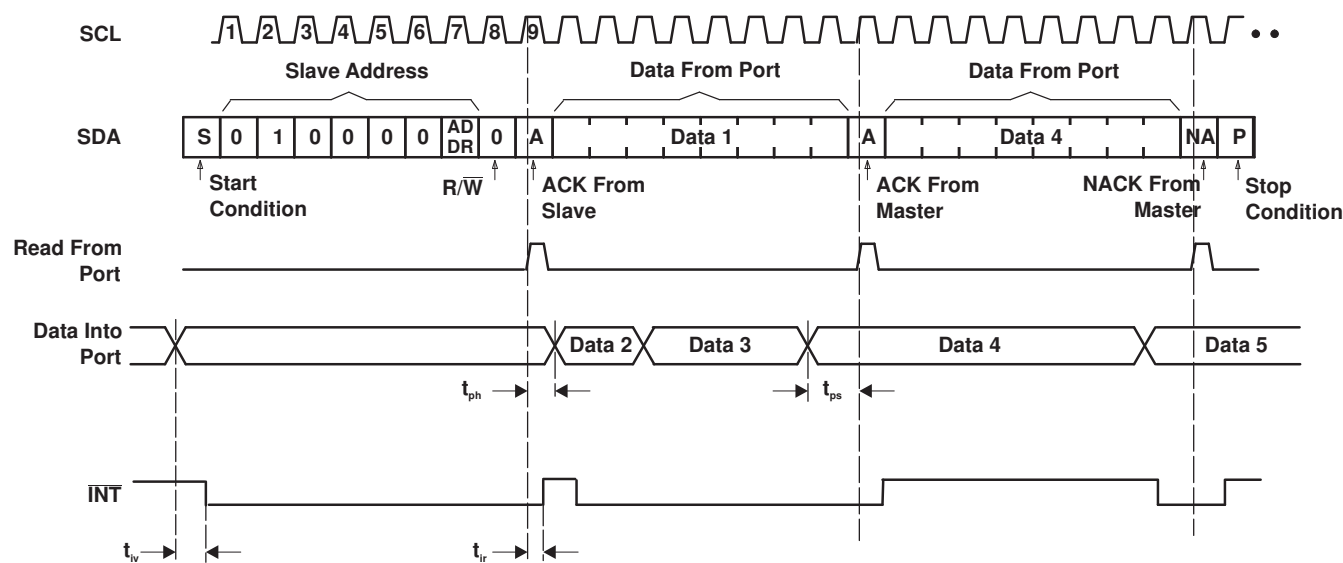 SCL 1 2 3 4 5 6 7 8 9
Slave Address Data From Port Data From Port
SDA S 0 1 0 0 0 0 AD DR 0 A Data 1 A Data 4 NA P
Start Condition
R/W̅
ACK From Slave
ACK From Master
NACK From Master
Stop Condition
Read From Port
Data Into Port Data 2 Data 3 Data 4 Data 5
tph tps
I̅N̅T̅
tiv tir